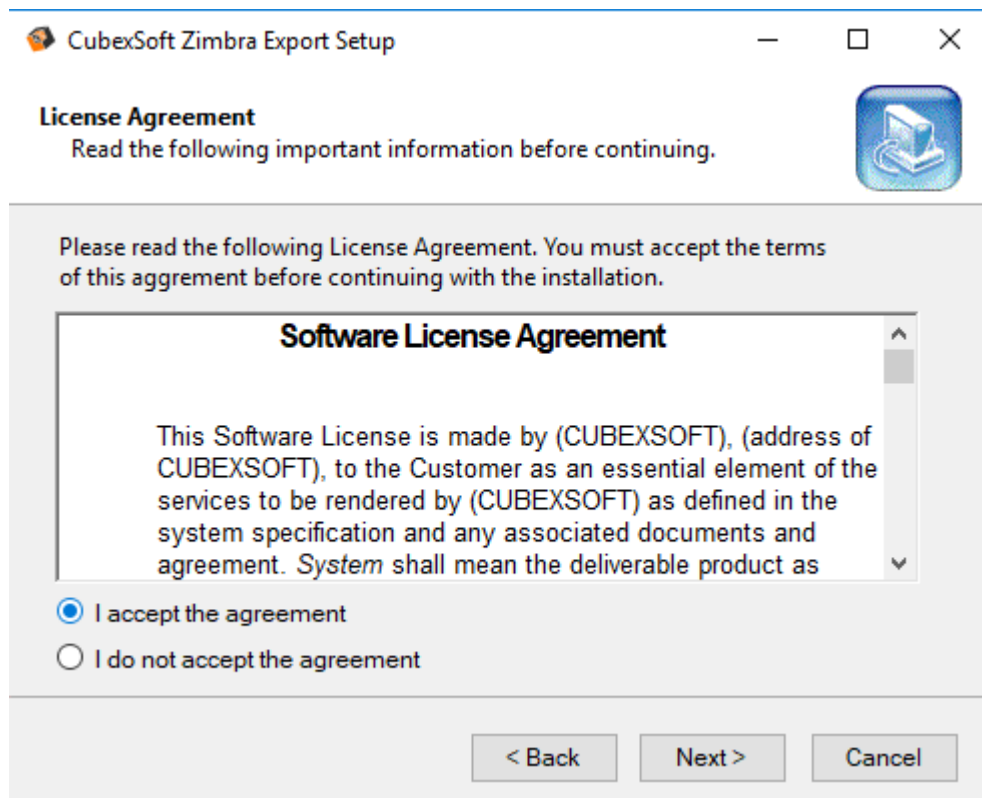 CubexSoft Zimbra Export Setup
License Agreement
Read the following important information before continuing.
Please read the following License Agreement. You must accept the terms
of this aggrement before continuing with the installation.
Software License Agreement
This Software License is made by (CUBEXSOFT), (address of
CUBEXSOFT), to the Customer as an essential element of the
services to be rendered by (CUBEXSOFT) as defined in the
system specification and any associated documents and
agreement. System shall mean the deliverable product as
I accept the agreement
I do not accept the agreement
< Back Next > Cancel